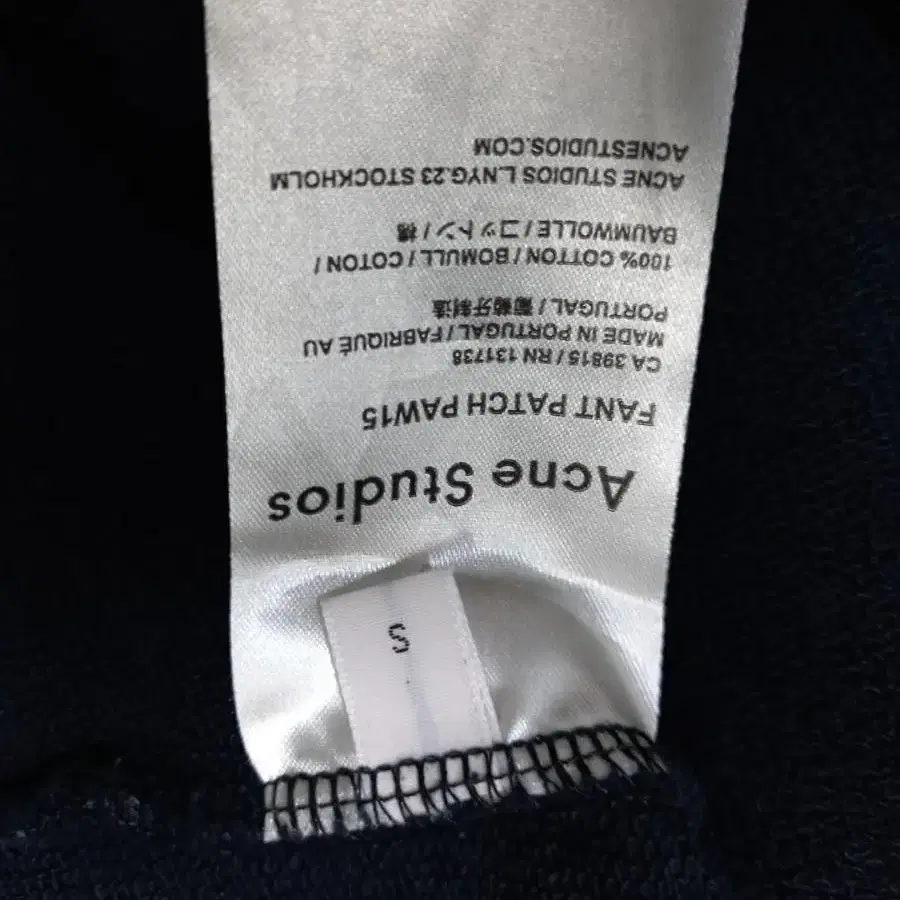 S
Acne Studios
FANT PATCH PAW15
CA 39815 / RN 131738
MADE IN PORTUGAL / FABRIQUÉ AU
PORTUGAL / 葡萄牙制造
100% COTTON / BOMULL / COTON /
BAUMWOLLE / コットン / 棉
ACNE STUDIOS L.NYG.23 STOCKHOLM
ACNESTUDIOS.COM